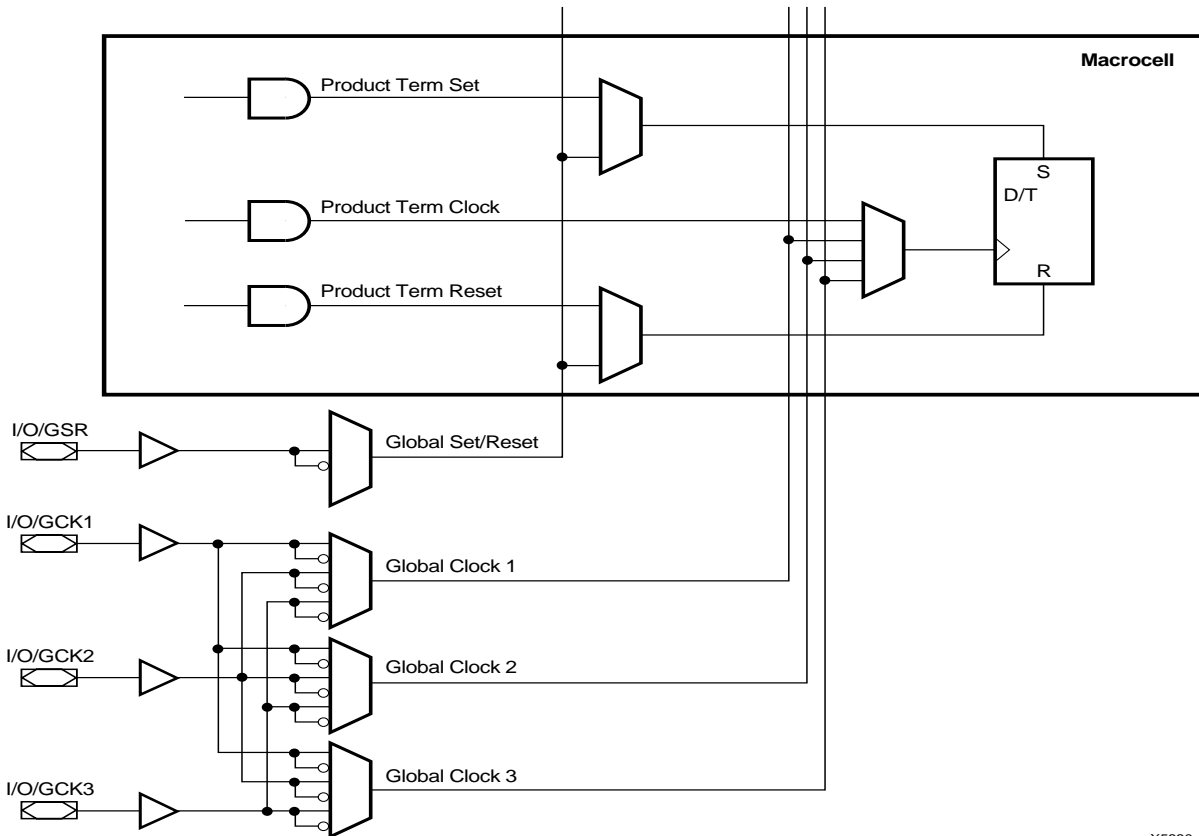 Macrocell
Product Term Set
S
D/T
Product Term Clock
R
Product Term Reset
I/O/GSR
Global Set/Reset
I/O/GCK1
Global Clock 1
I/O/GCK2
Global Clock 2
I/O/GCK3
Global Clock 3